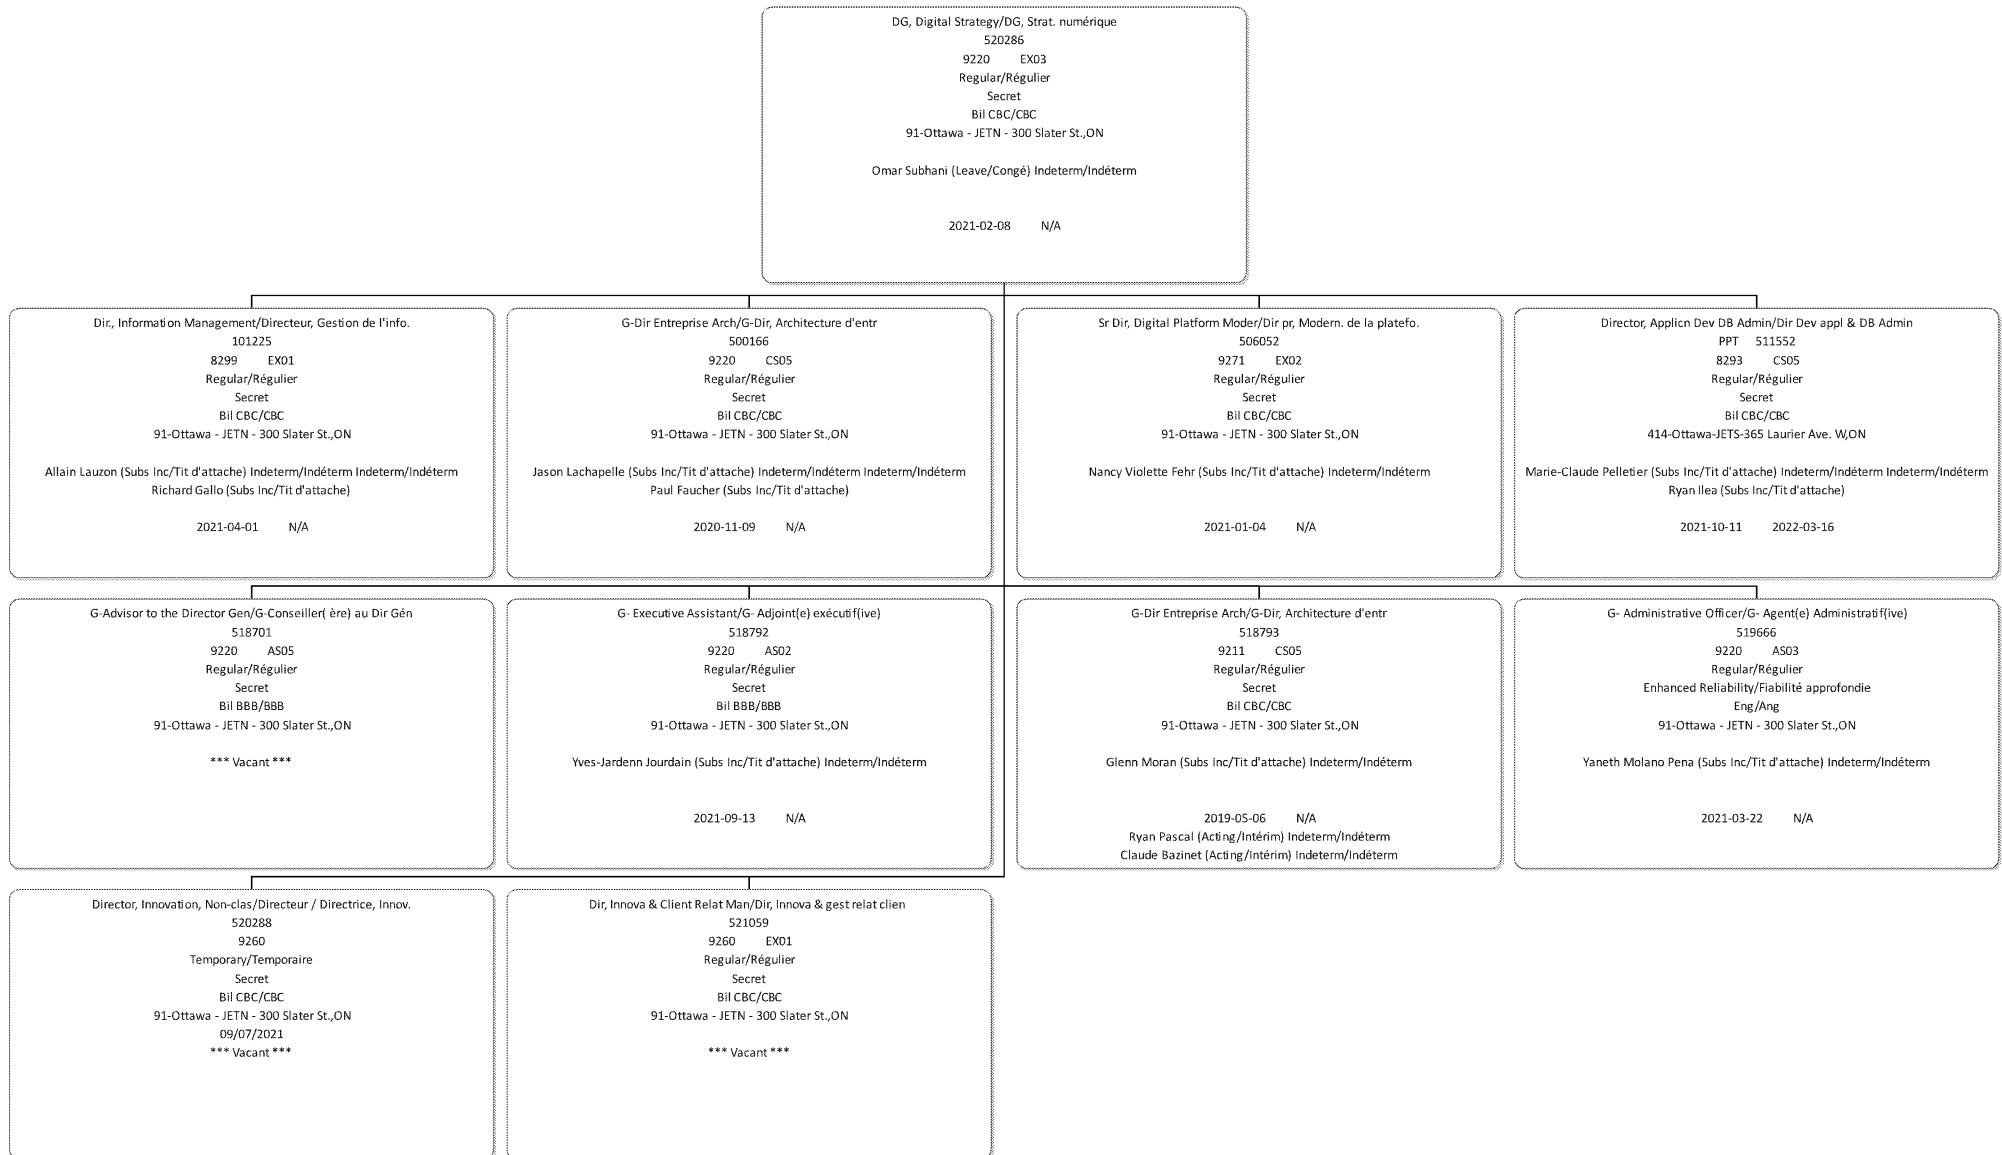 DG, Digital Strategy/DG, Strat. numérique
520286
9220 EX03
Regular/Régulier
Secret
Bil CBC/CBC
91-Ottawa - JETN - 300 Slater St.,ON
Omar Subhani (Leave/Congé) Indeterm/Indéterm
2021-02-08 N/A
Dir., Information Management/Directeur, Gestion de l'info.
101225
8299 EX01
Regular/Régulier
Secret
Bil CBC/CBC
91-Ottawa - JETN - 300 Slater St.,ON
Allain Lauzon (Subs Inc/Tit d'attache) Indeterm/Indéterm Indeterm/Indéterm
Richard Gallo (Subs Inc/Tit d'attache)
2021-04-01 N/A
G-Dir Entreprise Arch/G-Dir, Architecture d'entr
500166
9220 CS05
Regular/Régulier
Secret
Bil CBC/CBC
91-Ottawa - JETN - 300 Slater St.,ON
Jason Lachapelle (Subs Inc/Tit d'attache) Indeterm/Indéterm Indeterm/Indéterm
Paul Faucher (Subs Inc/Tit d'attache)
2020-11-09 N/A
Sr Dir, Digital Platform Moder/Dir pr, Modern. de la platefo.
506052
9271 EX02
Regular/Régulier
Secret
Bil CBC/CBC
91-Ottawa - JETN - 300 Slater St.,ON
Nancy Violette Fehr (Subs Inc/Tit d'attache) Indeterm/Indéterm
2021-01-04 N/A
Director, Applicn Dev DB Admin/Dir Dev appl & DB Admin
PPT 511552
8293 CS05
Regular/Régulier
Secret
Bil CBC/CBC
414-Ottawa-JETS-365 Laurier Ave. W,ON
Marie-Claude Pelletier (Subs Inc/Tit d'attache) Indeterm/Indéterm Indeterm/Indéterm
Ryan Ilea (Subs Inc/Tit d'attache)
2021-10-11 2022-03-16
G-Advisor to the Director Gen/G-Conseiller( ère) au Dir Gén
518701
9220 AS05
Regular/Régulier
Secret
Bil BBB/BBB
91-Ottawa - JETN - 300 Slater St.,ON
*** Vacant ***
G- Executive Assistant/G- Adjoint(e) exécutif(ive)
518792
9220 AS02
Regular/Régulier
Secret
Bil BBB/BBB
91-Ottawa - JETN - 300 Slater St.,ON
Yves-Jardenn Jourdain (Subs Inc/Tit d'attache) Indeterm/Indéterm
2021-09-13 N/A
G-Dir Entreprise Arch/G-Dir, Architecture d'entr
518793
9211 CS05
Regular/Régulier
Secret
Bil CBC/CBC
91-Ottawa - JETN - 300 Slater St.,ON
Glenn Moran (Subs Inc/Tit d'attache) Indeterm/Indéterm
2019-05-06 N/A
Ryan Pascal (Acting/Intérim) Indeterm/Indéterm
Claude Bazinet (Acting/Intérim) Indeterm/Indéterm
G- Administrative Officer/G- Agent(e) Administratif(ive)
519666
9220 AS03
Regular/Régulier
Enhanced Reliability/Fiabilité approfondie
Eng/Ang
91-Ottawa - JETN - 300 Slater St.,ON
Yaneth Molano Pena (Subs Inc/Tit d'attache) Indeterm/Indéterm
2021-03-22 N/A
Director, Innovation, Non-clas/Directeur / Directrice, Innov.
520288
9260
Temporary/Temporaire
Secret
Bil CBC/CBC
91-Ottawa - JETN - 300 Slater St.,ON
09/07/2021
*** Vacant ***
Dir, Innova & Client Relat Man/Dir, Innova & gest relat clien
521059
9260 EX01
Regular/Régulier
Secret
Bil CBC/CBC
91-Ottawa - JETN - 300 Slater St.,ON
*** Vacant ***